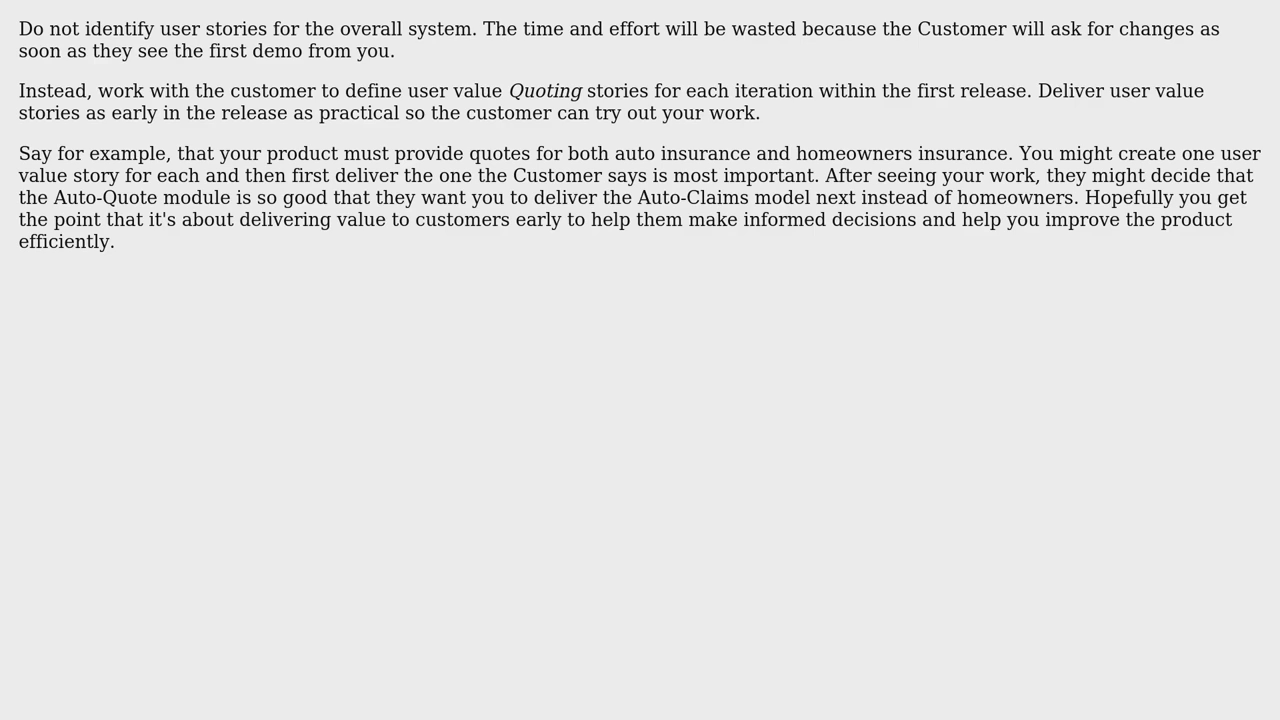 Do not identify user stories for the overall system. The time and effort will be wasted because the Customer will ask for changes as
soon as they see the first demo from you.
Instead, work with the customer to define user value Quoting stories for each iteration within the first release. Deliver user value
stories as early in the release as practical so the customer can try out your work.
Say for example, that your product must provide quotes for both auto insurance and homeowners insurance. You might create one user
value story for each and then first deliver the one the Customer says is most important. After seeing your work, they might decide that
the Auto-Quote module is so good that they want you to deliver the Auto-Claims model next instead of homeowners. Hopefully you get
the point that it's about delivering value to customers early to help them make informed decisions and help you improve the product
efficiently.